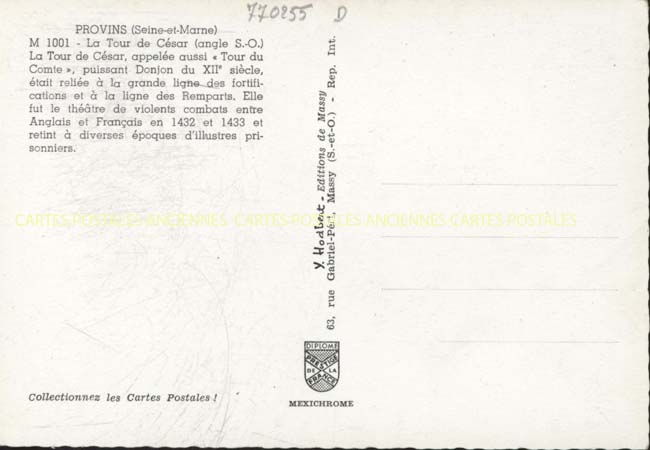 770255 D
PROVINS (Seine-et-Marne)
M 1001 - La Tour de César (angle S.-O.)
La Tour de César, appelée aussi « Tour du
Comte », puissant Donjon du XIIe siècle,
était reliée à la grande ligne des fortifi-
cations et à la ligne des Remparts. Elle
fut le théâtre de violents combats entre
Anglais et Français en 1432 et 1433 et
retint à diverses époques d'illustres pri-
sonniers.
CARTES POSTALES ANCIENNES CARTES POSTALES ANCIENNES CARTES POSTALES
Collectionnez les Cartes Postales !
Y. - Editions de Massy
63, rue Gabriel-Péri, Massy (S.-et-O.) - Rep. Int.
DIPLOME
PRESTIGE
DE LA
FRANCE
MEXICHROME